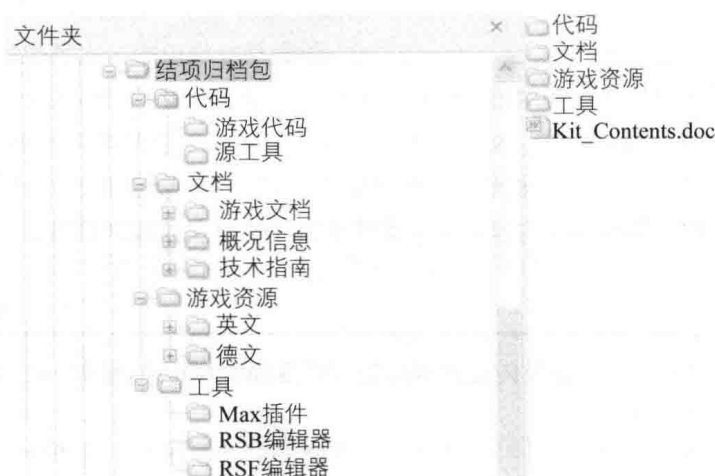 文件夹
结项归档包
代码
游戏代码
源工具
文档
游戏文档
概况信息
技术指南
游戏资源
英文
德文
工具
Max插件
RSB编辑器
RSF编辑器
代码
文档
游戏资源
工具
Kit_Contents.doc